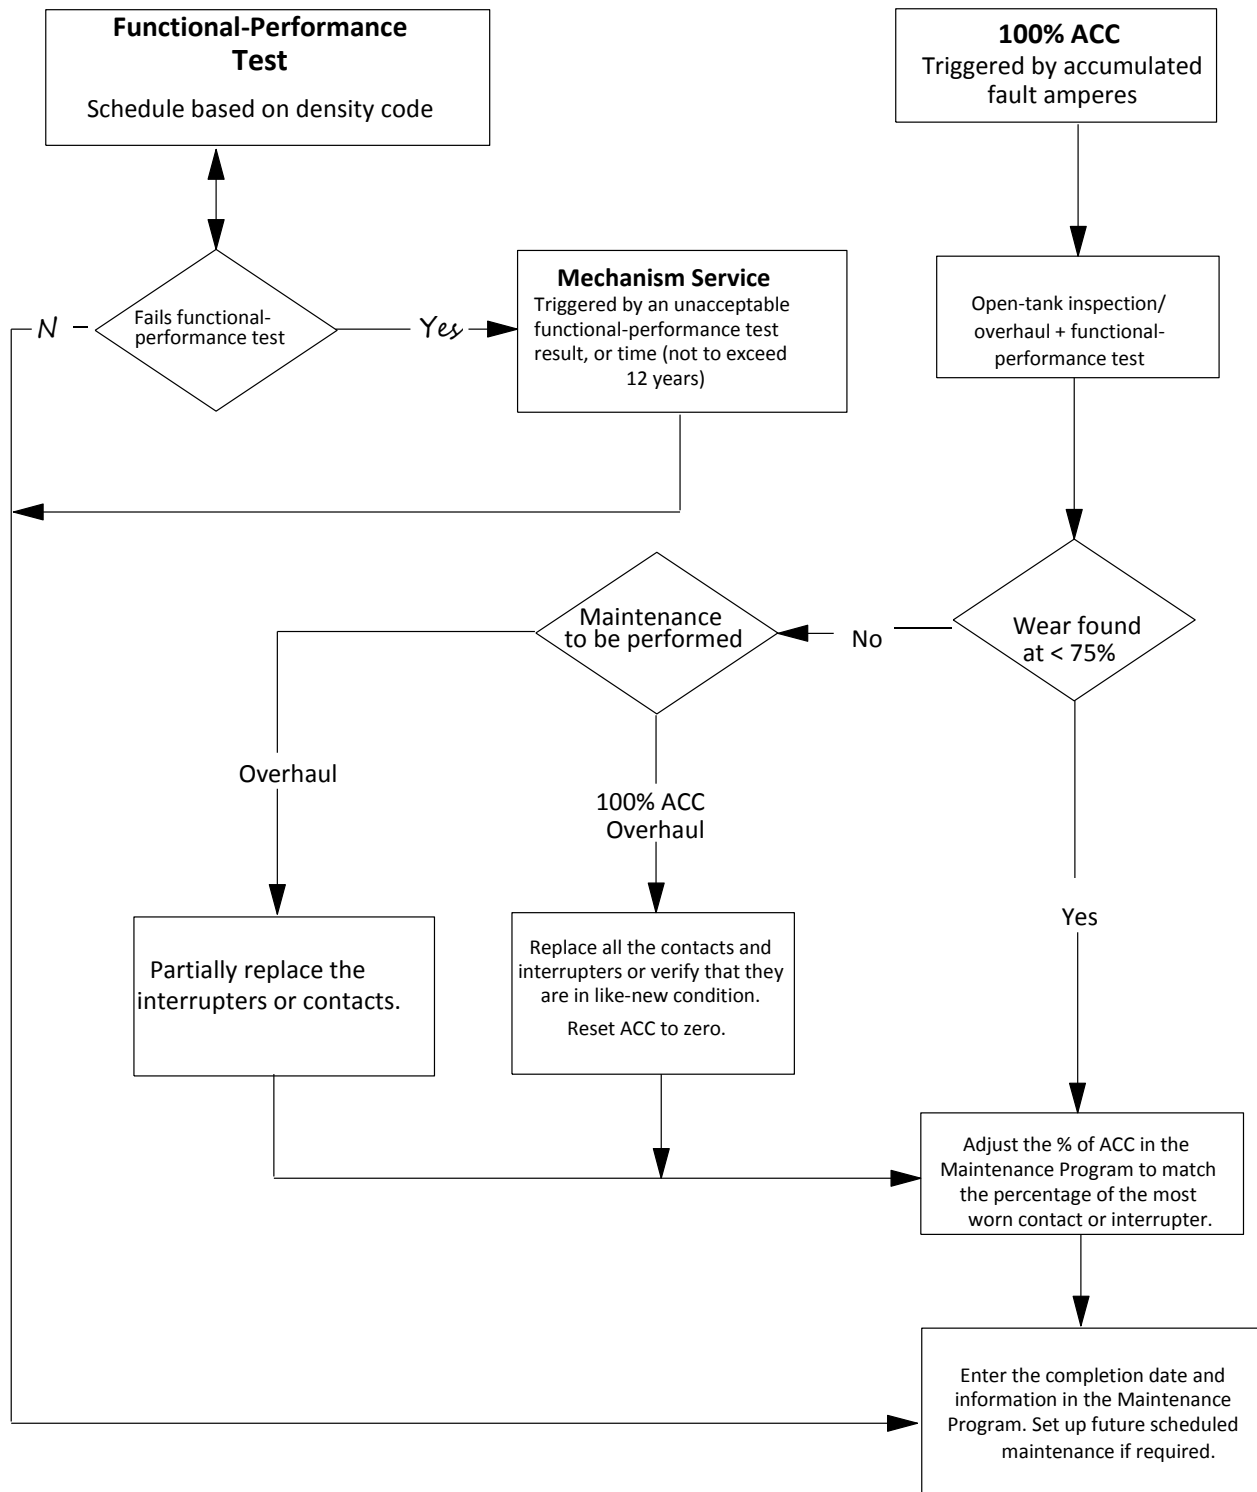 Functional-Performance
Test
Schedule based on density code
100% ACC
Triggered by accumulated
fault amperes
Fails functional-
performance test
N
Yes
Mechanism Service
Triggered by an unacceptable
functional-performance test
result, or time (not to exceed
12 years)
Open-tank inspection/
overhaul + functional-
performance test
Maintenance
to be performed
No
Wear found
at < 75%
Overhaul
100% ACC
Overhaul
Yes
Partially replace the
interrupters or contacts.
Replace all the contacts and
interrupters or verify that they
are in like-new condition.
Reset ACC to zero.
Adjust the % of ACC in the
Maintenance Program to match
the percentage of the most
worn contact or interrupter.
Enter the completion date and
information in the Maintenance
Program. Set up future scheduled
maintenance if required.